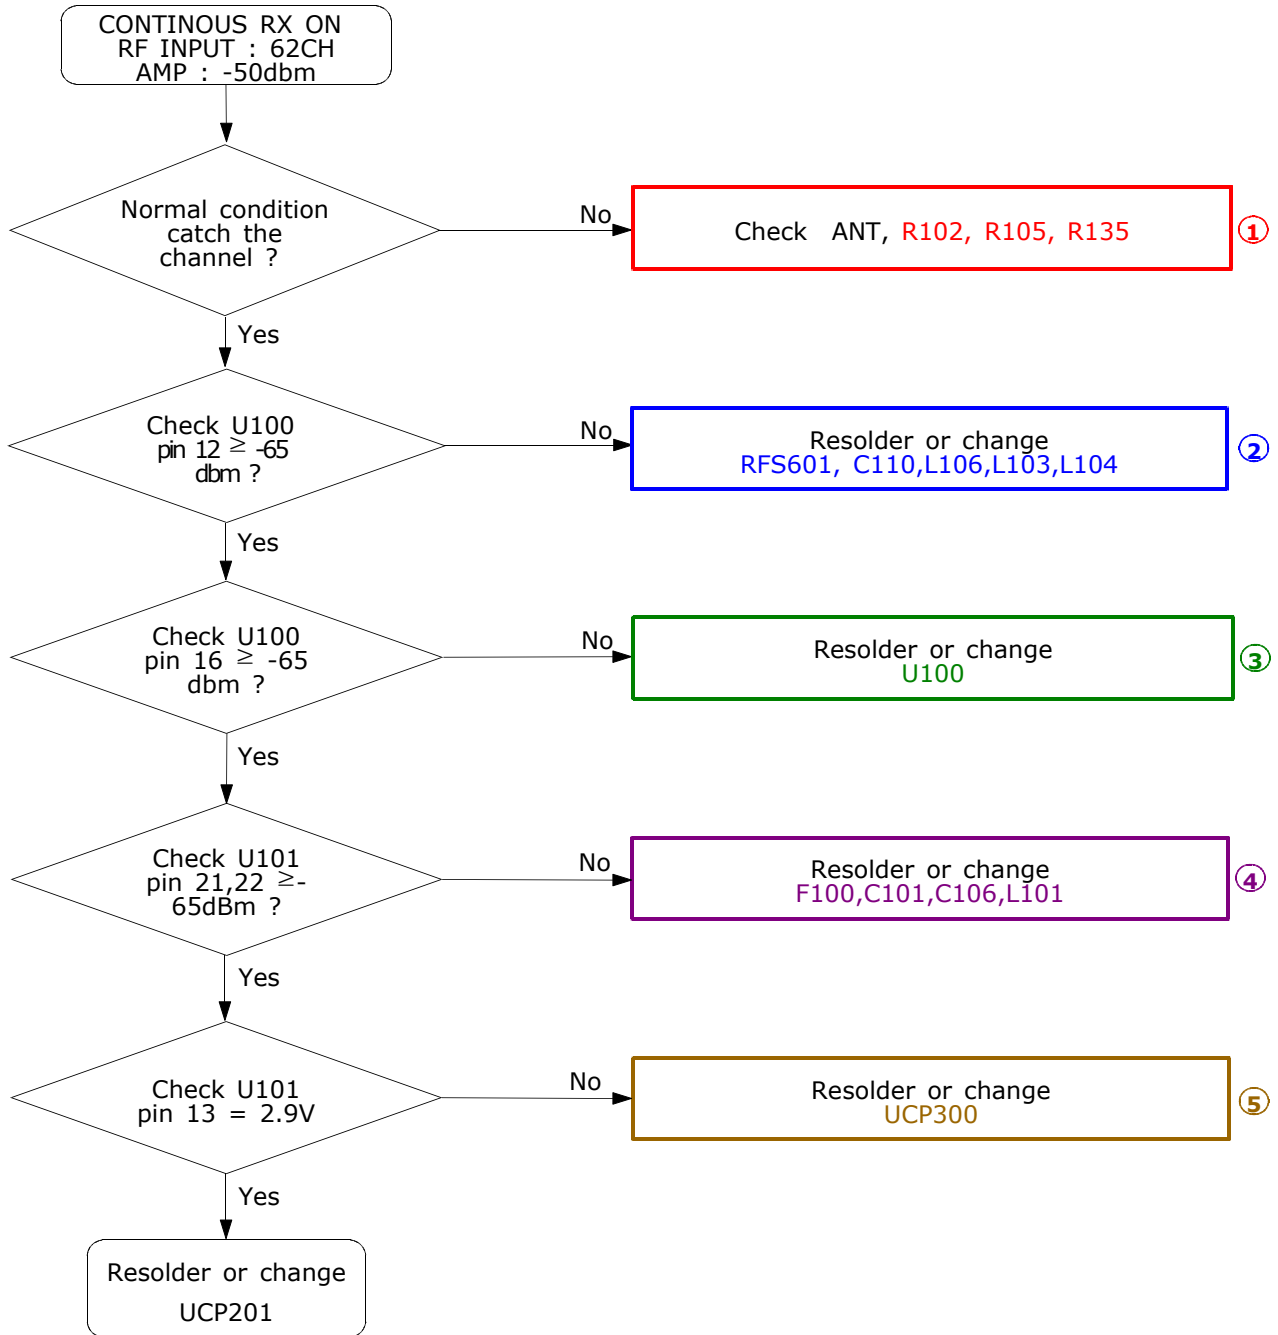 CONTINOUS RX ON
RF INPUT : 62CH
AMP : -50dbm
Normal condition
catch the
channel ?
No
Check ANT, R102, R105, R135
1
Yes
Check U100
pin 12 ≥ -65
dbm ?
No
Resolder or change
RFS601, C110,L106,L103,L104
2
Yes
Check U100
pin 16 ≥ -65
dbm ?
No
Resolder or change
U100
3
Yes
Check U101
pin 21,22 ≥-
65dBm ?
No
Resolder or change
F100,C101,C106,L101
4
Yes
Check U101
pin 13 = 2.9V
No
Resolder or change
UCP300
5
Yes
Resolder or change
UCP201